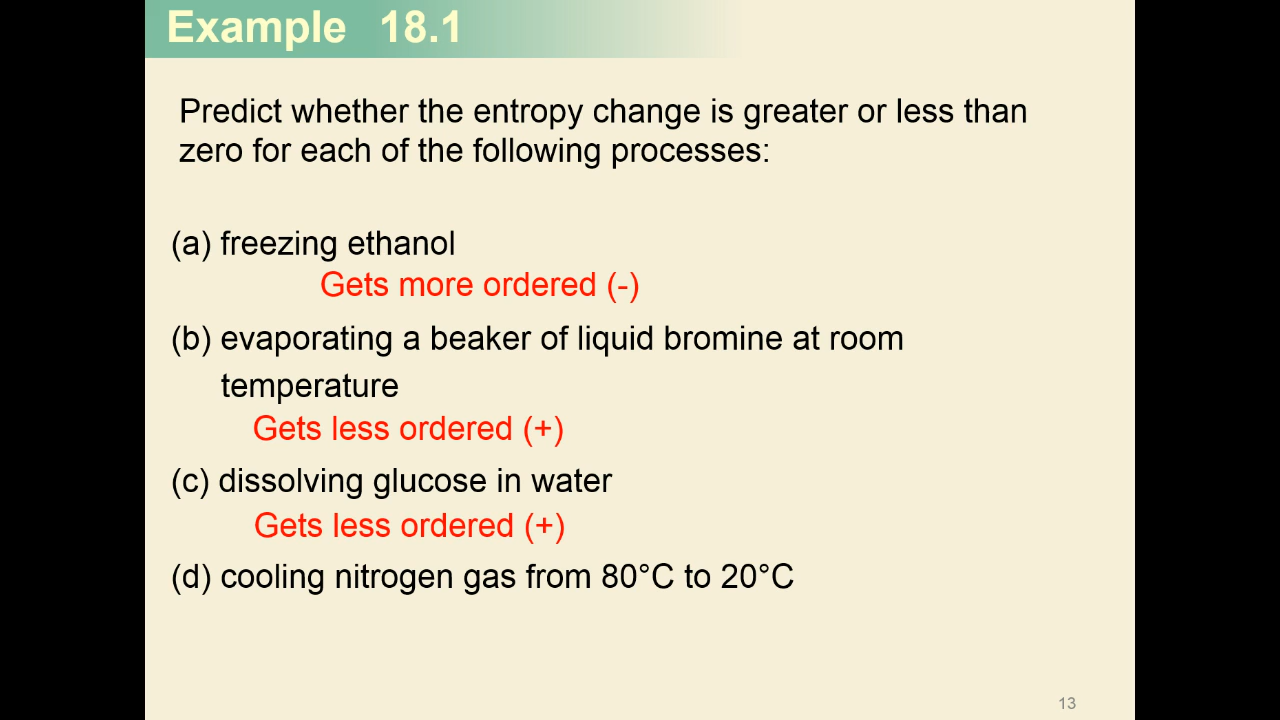 Example 18.1
Predict whether the entropy change is greater or less than
zero for each of the following processes:
(a) freezing ethanol
Gets more ordered (-)
(b) evaporating a beaker of liquid bromine at room
temperature
Gets less ordered (+)
(c) dissolving glucose in water
Gets less ordered (+)
(d) cooling nitrogen gas from 80°C to 20°C
13